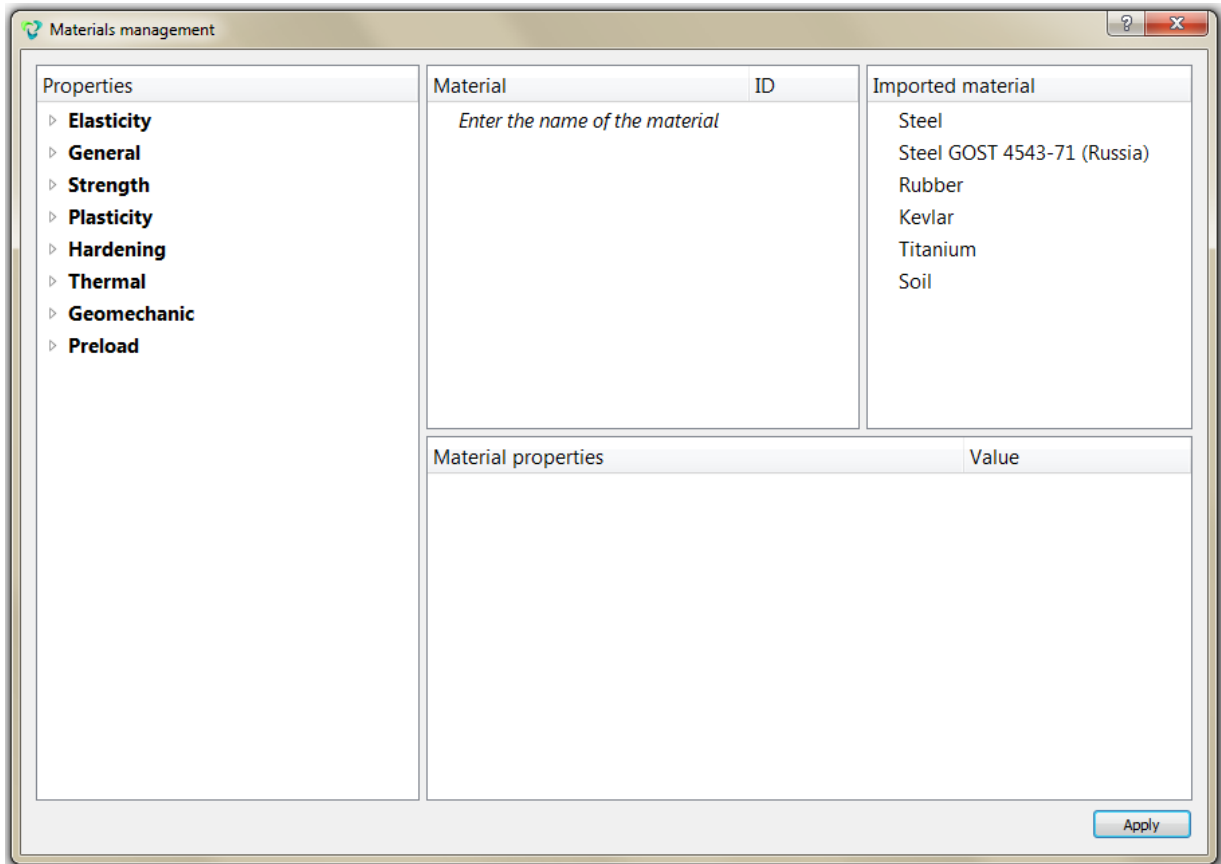 Materials management
?
X
Properties
Elasticity
General
Strength
Plasticity
Hardening
Thermal
Geomechanic
Preload
Material ID
Enter the name of the material
Imported material
Steel
Steel GOST 4543-71 (Russia)
Rubber
Kevlar
Titanium
Soil
Material properties Value
Apply